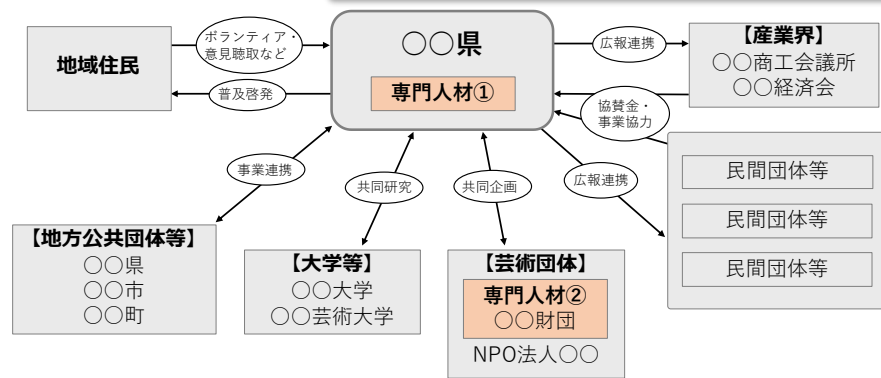 地域住民
ボランティア・
意見聴取など
普及啓発
○○県
専門人材①
広報連携
協賛金・
事業協力
【産業界】
○○商工会議所
○○経済会
事業連携
共同研究
共同企画
広報連携
民間団体等
民間団体等
民間団体等
【地方公共団体等】
○○県
○○市
○○町
【大学等】
○○大学
○○芸術大学
【芸術団体】
専門人材②
○○財団
NPO法人○○